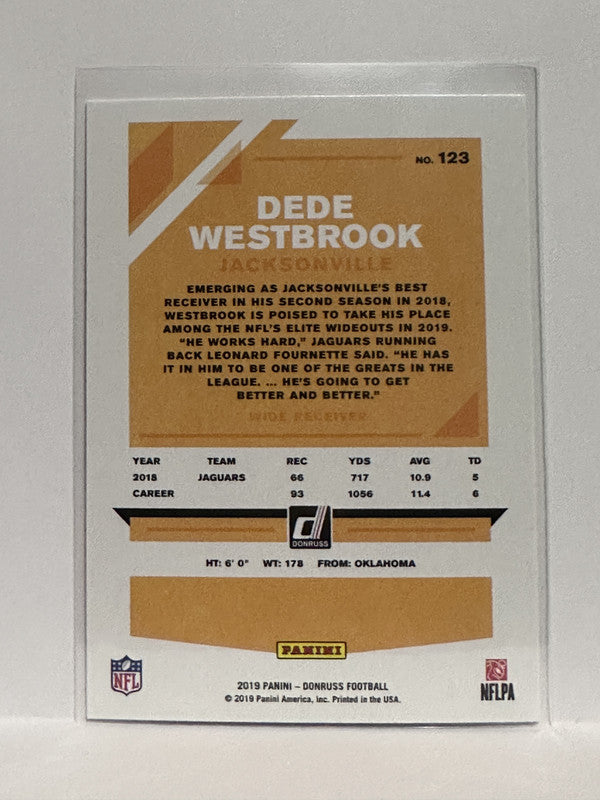 NO. 123
DEDE
WESTBROOK
JACKSONVILLE
EMERGING AS JACKSONVILLE'S BEST
RECEIVER IN HIS SECOND SEASON IN 2018,
WESTBROOK IS POISED TO TAKE HIS PLACE
AMONG THE NFL'S ELITE WIDEOUTS IN 2019.
"HE WORKS HARD," JAGUARS RUNNING
BACK LEONARD FOURNETTE SAID. "HE HAS
IT IN HIM TO BE ONE OF THE GREATS IN THE
LEAGUE. ... HE'S GOING TO GET
BETTER AND BETTER."
WIDE RECEIVER
YEAR TEAM REC YDS AVG TD
2018 JAGUARS 66 717 10.9 5
CAREER 93 1056 11.4 6
d
DONRUSS
HT: 6' 0" WT: 178 FROM: OKLAHOMA
PANINI
NFL
2019 PANINI – DONRUSS FOOTBALL
© 2019 Panini America, Inc. Printed in the USA.
NFLPA